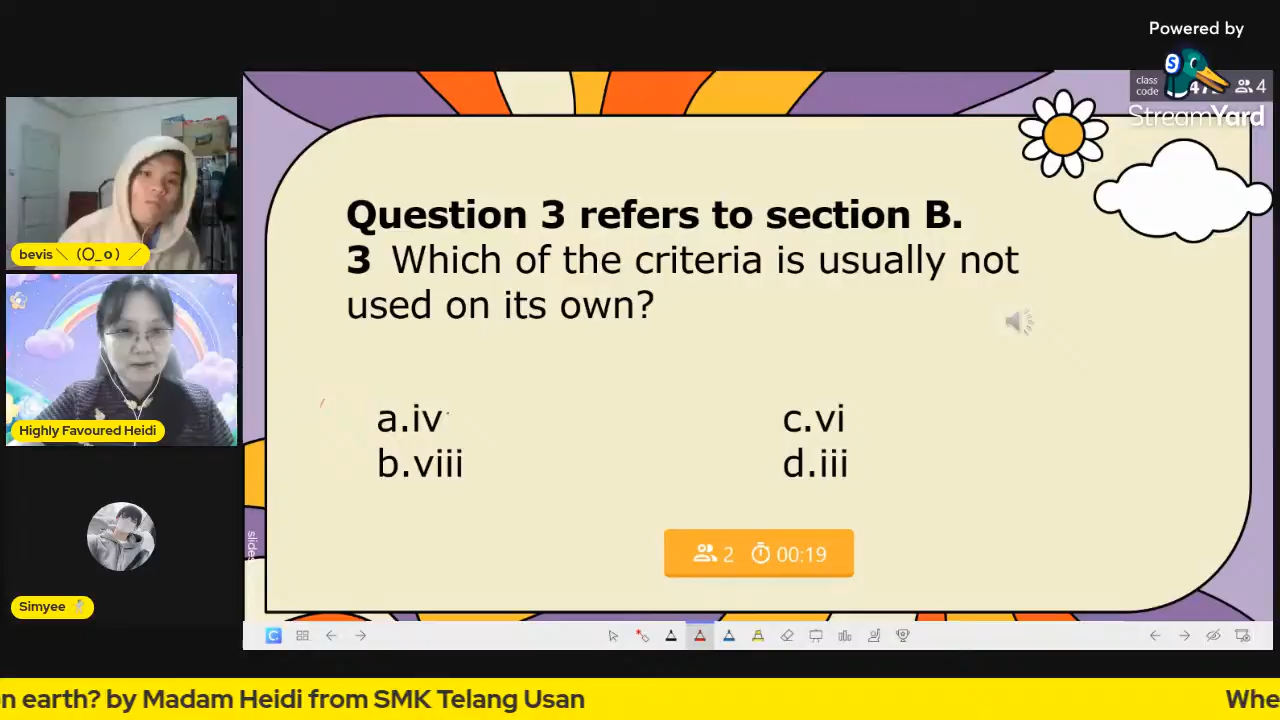 Powered by
class
code
4
StreamYard
bevis＼（〇_ｏ）／
Highly Favoured Heidi
Simyee
Question 3 refers to section B.
3 Which of the criteria is usually not
used on its own?
a.iv
c.vi
b.viii
d.iii
slides
2 00:19
n earth? by Madam Heidi from SMK Telang Usan
Whe